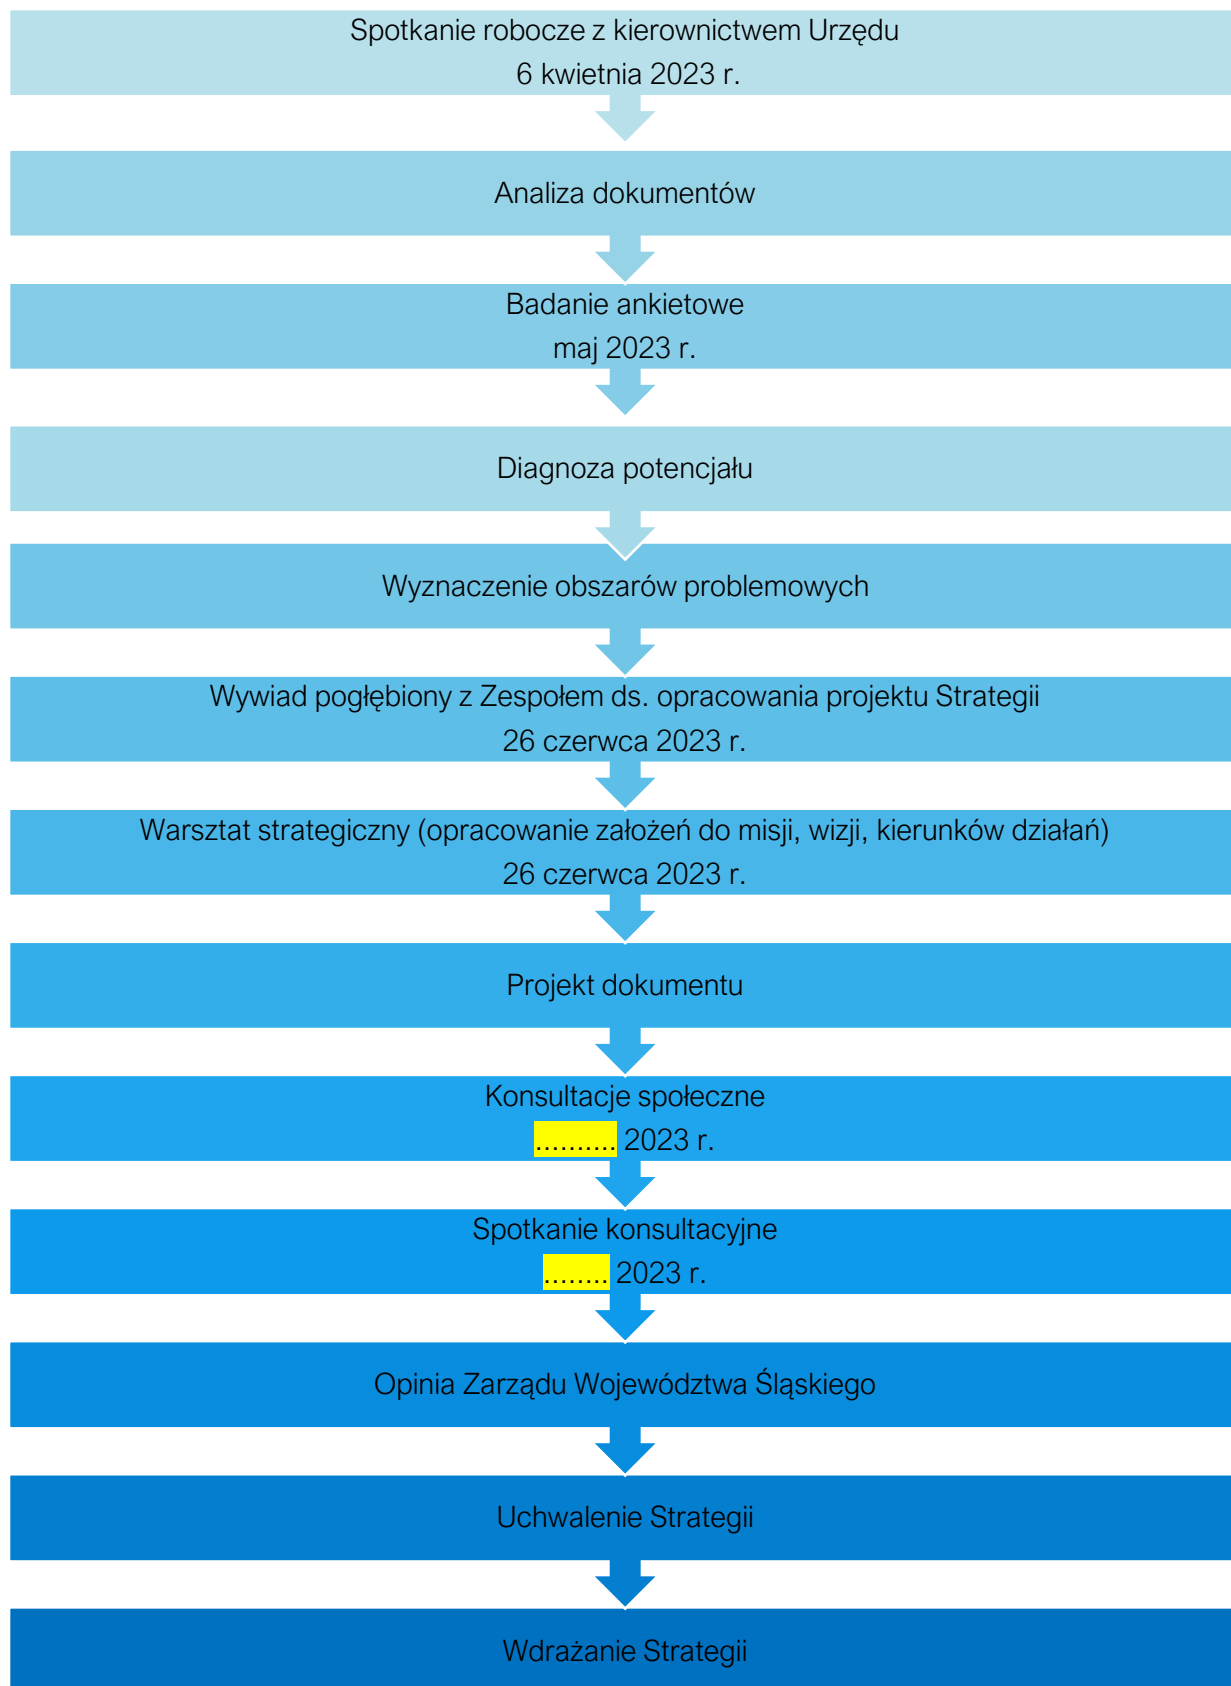 Spotkanie robocze z kierownictwem Urzędu
6 kwietnia 2023 r.
Analiza dokumentów
Badanie ankietowe
maj 2023 r.
Diagnoza potencjału
Wyznaczenie obszarów problemowych
Wywiad pogłębiony z Zespołem ds. opracowania projektu Strategii
26 czerwca 2023 r.
Warsztat strategiczny (opracowanie założeń do misji, wizji, kierunków działań)
26 czerwca 2023 r.
Projekt dokumentu
Konsultacje społeczne
.......... 2023 r.
Spotkanie konsultacyjne
........ 2023 r.
Opinia Zarządu Województwa Śląskiego
Uchwalenie Strategii
Wdrażanie Strategii